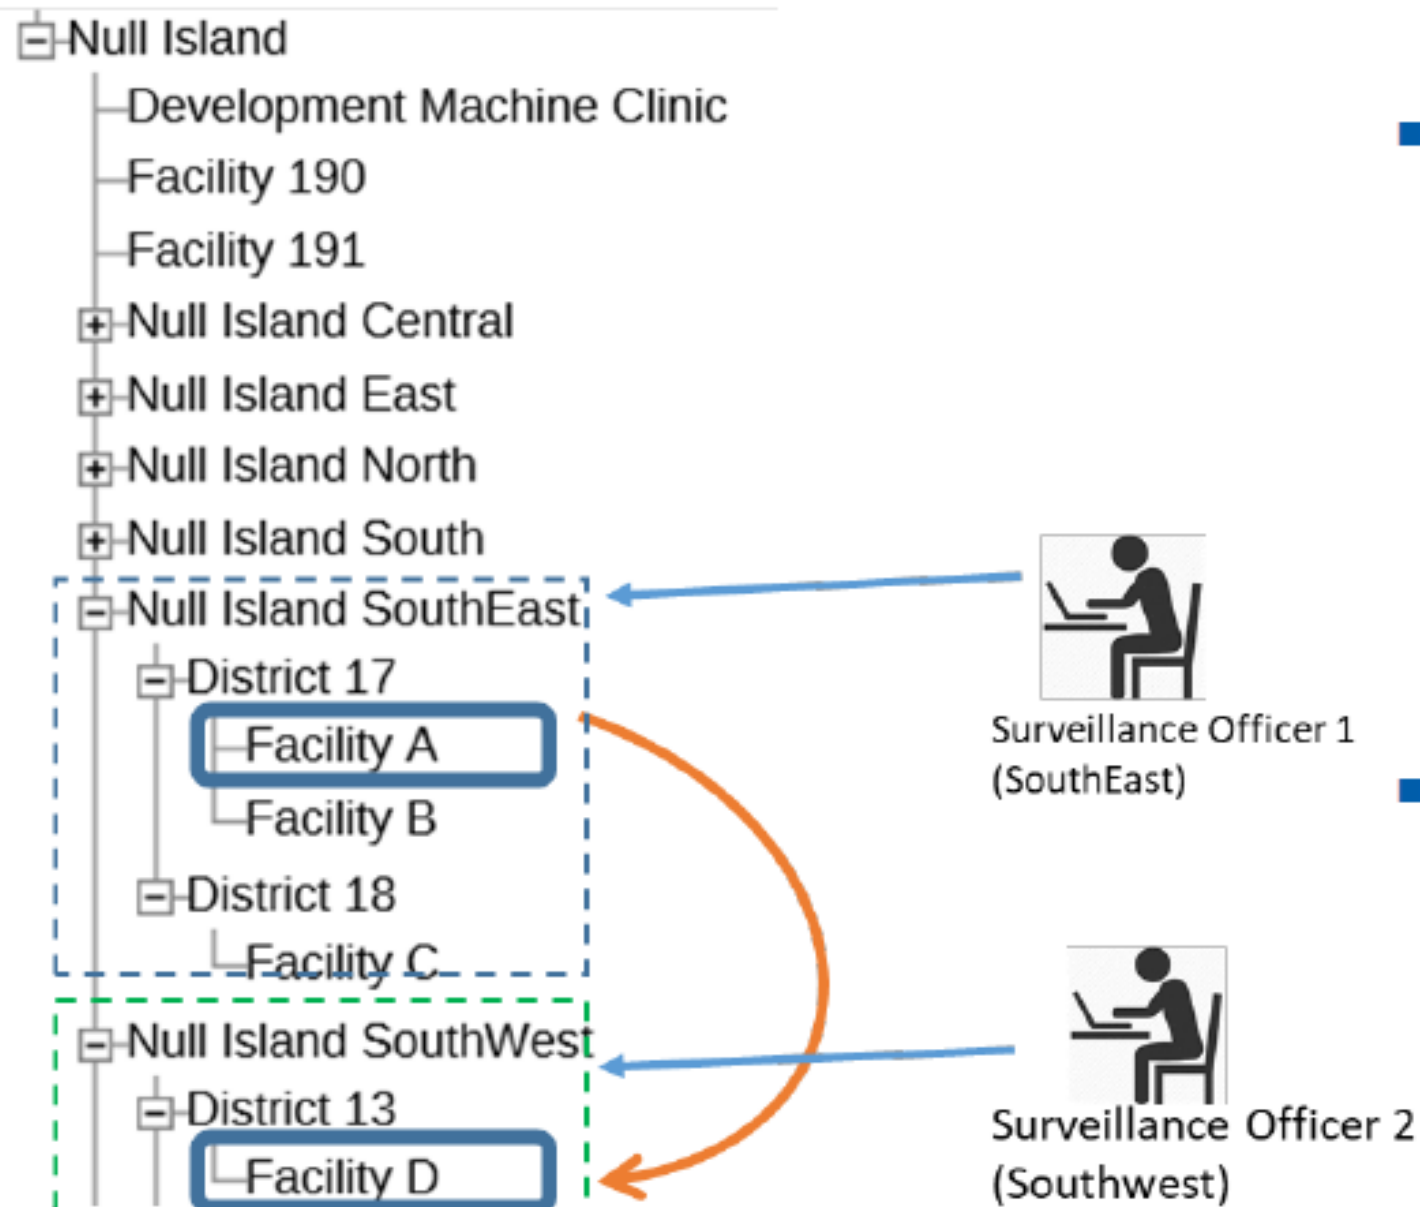 Null Island
Development Machine Clinic
Facility 190
Facility 191
Null Island Central
Null Island East
Null Island North
Null Island South
Null Island SouthEast
District 17
Facility A
Facility B
District 18
Facility C
Null Island SouthWest
District 13
Facility D
Surveillance Officer 1
(SouthEast)
Surveillance Officer 2
(Southwest)